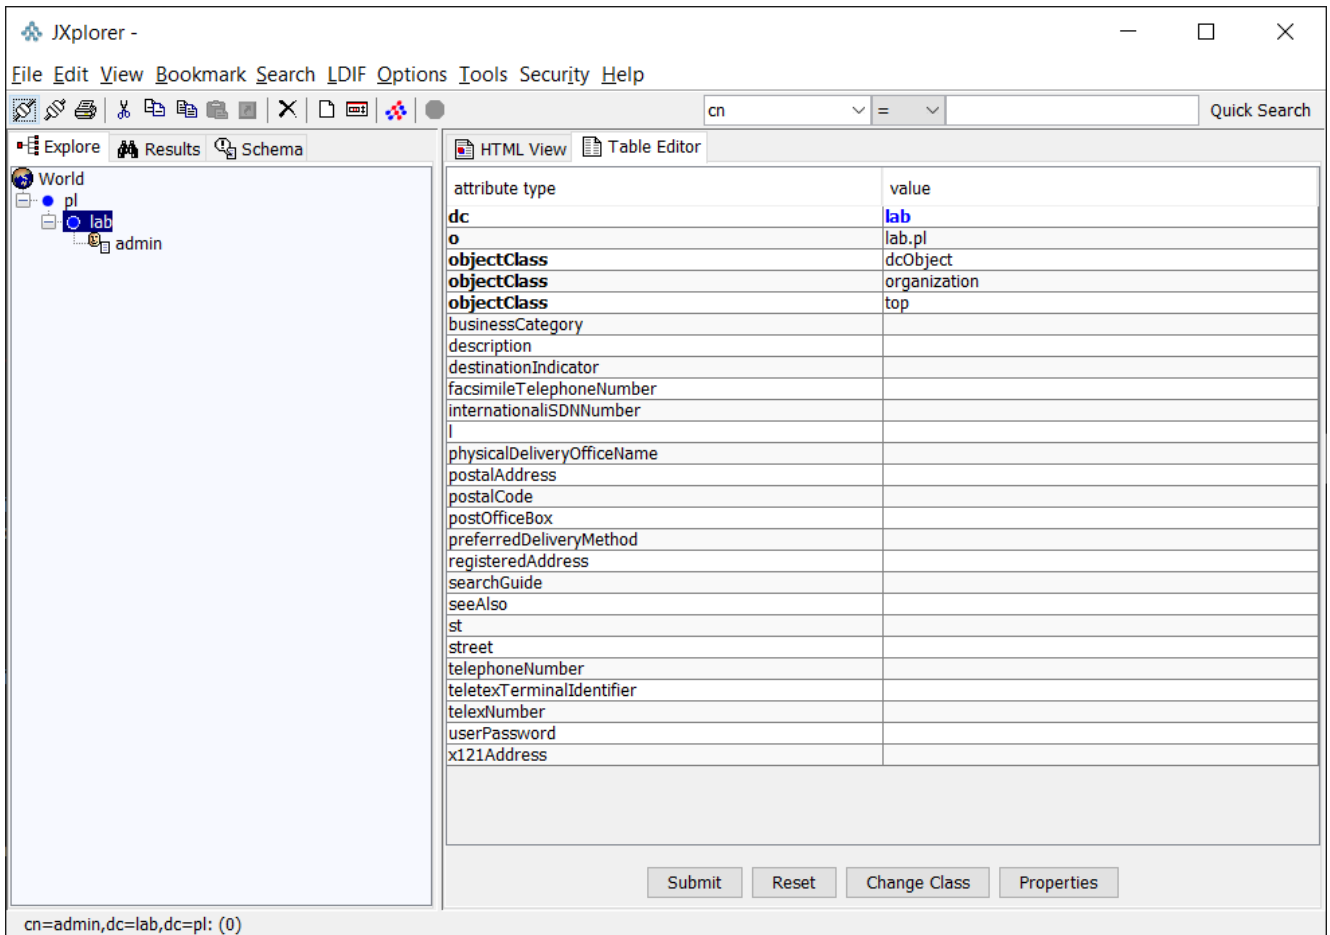 JXplorer -
File Edit View Bookmark Search LDIF Options Tools Security Help
cn = Quick Search
Explore Results Schema
HTML View Table Editor
World
pl
lab
admin
attribute type value
dc lab
o lab.pl
objectClass dcObject
objectClass organization
objectClass top
businessCategory
description
destinationIndicator
facsimileTelephoneNumber
internationaliSDNNumber
l
physicalDeliveryOfficeName
postalAddress
postalCode
postOfficeBox
preferredDeliveryMethod
registeredAddress
searchGuide
seeAlso
st
street
telephoneNumber
teletexTerminalIdentifier
telexNumber
userPassword
x121Address
Submit Reset Change Class Properties
cn=admin,dc=lab,dc=pl: (0)